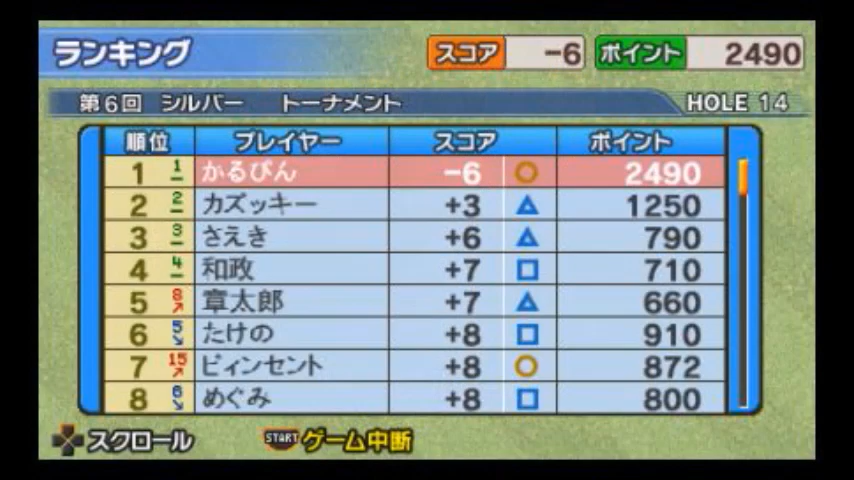 ランキング スコア -6 ポイント 2490
第6回 シルバー トーナメント HOLE 14
順位 プレイヤー スコア ポイント
1 1 かるぴん -6 ○ 2490
2 2 カズッキー +3 △ 1250
3 3 さえき +6 △ 790
4 4 和政 +7 □ 710
5 8 章太郎 +7 △ 660
6 5 たけの +8 □ 910
7 15 ビィンセント +8 ○ 872
8 6 めぐみ +8 □ 800
スクロール START ゲーム中断